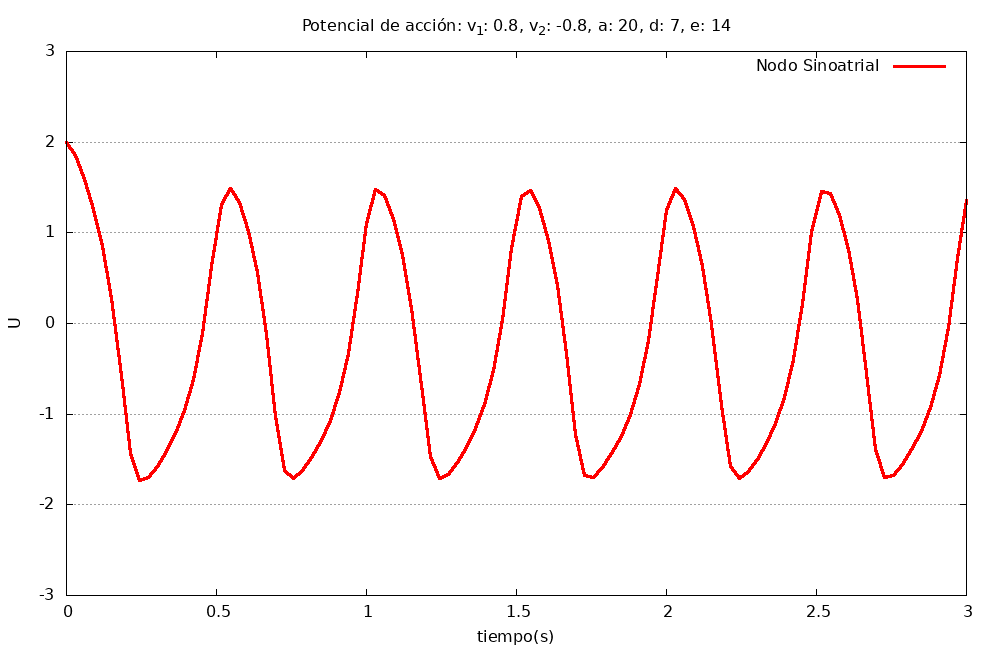 Potencial de acción: v1: 0.8, v2: -0.8, a: 20, d: 7, e: 14
Nodo Sinoatrial
U
3
2
1
0
-1
-2
-3
0 0.5 1 1.5 2 2.5 3
tiempo(s)